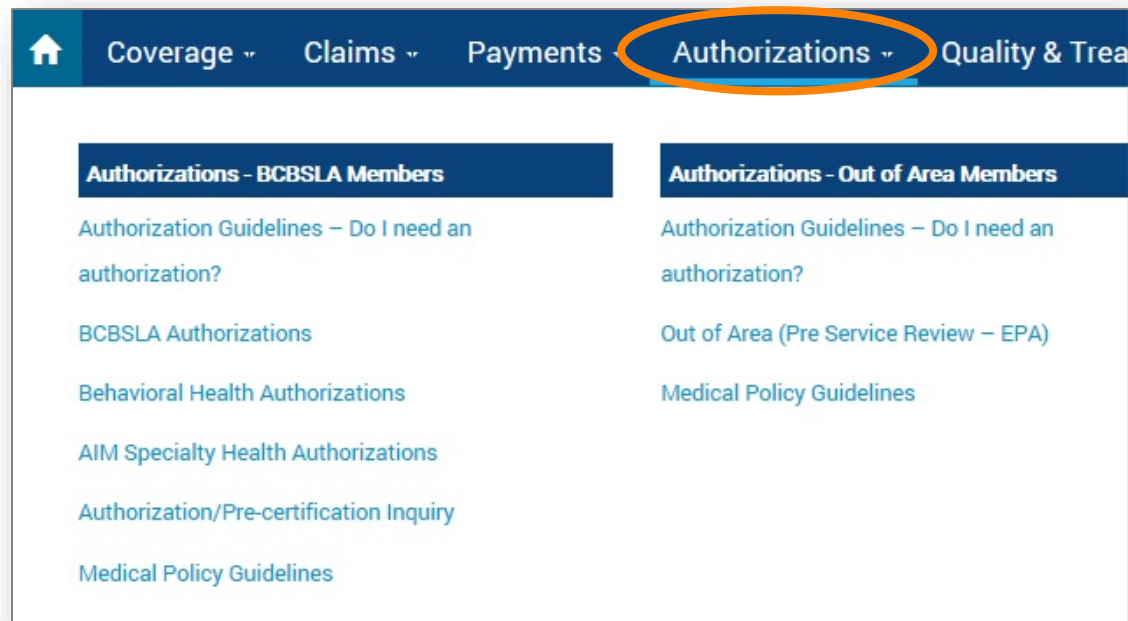 Coverage Claims Payments Authorizations Quality & Trea
Authorizations - BCBSLA Members
Authorization Guidelines – Do I need an
authorization?
BCBSLA Authorizations
Behavioral Health Authorizations
AIM Specialty Health Authorizations
Authorization/Pre-certification Inquiry
Medical Policy Guidelines
Authorizations - Out of Area Members
Authorization Guidelines – Do I need an
authorization?
Out of Area (Pre Service Review – EPA)
Medical Policy Guidelines